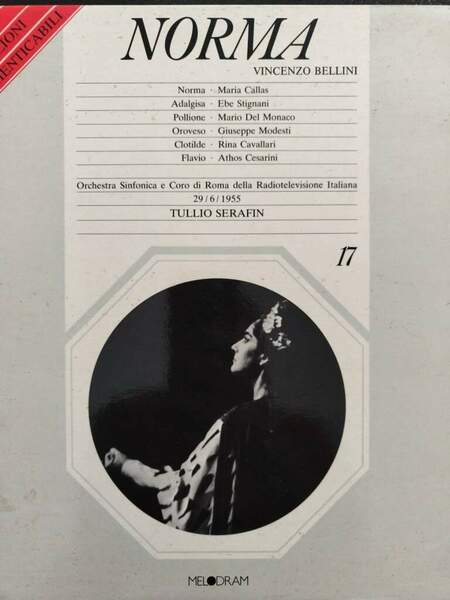 NORMA
VINCENZO BELLINI
Norma · Maria Callas
Adalgisa · Ebe Stignani
Pollione · Mario Del Monaco
Oroveso · Giuseppe Modesti
Clotilde · Rina Cavallari
Flavio · Athos Cesarini
Orchestra Sinfonica e Coro di Roma della Radiotelevisione Italiana
29/6/1955
TULLIO SERAFIN
17
MELODRAM